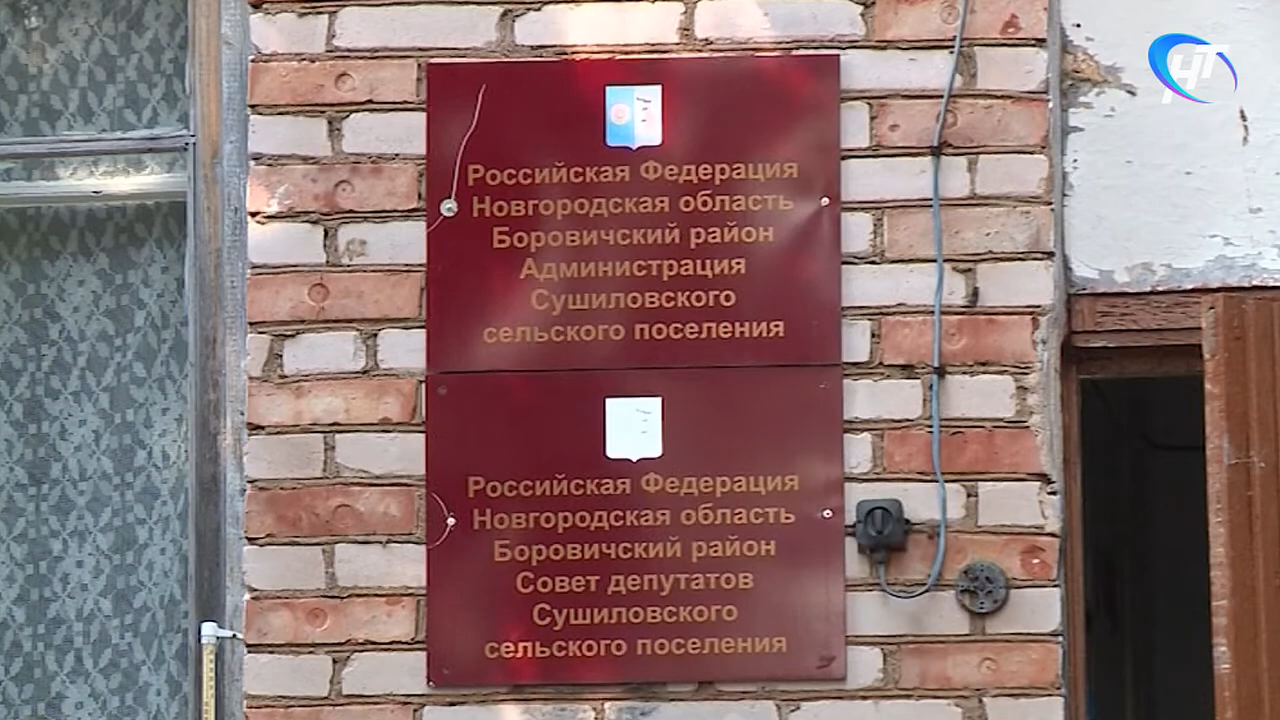 НТ
Российская Федерация
Новгородская область
Боровичский район
Администрация
Сушиловского
сельского поселения
Российская Федерация
Новгородская область
Боровичский район
Совет депутатов
Сушиловского
сельского поселения